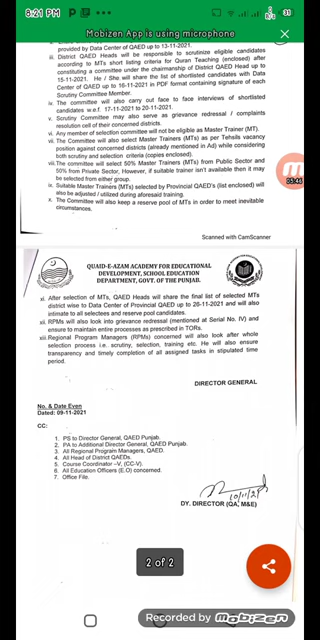 8:21 PM
31
Mobizen App is using microphone
provided by Data Center of QAED up to 13-11-2021.
iii. District QAED Heads will be responsible to scrutinize eligible candidates
according to MTs short listing criteria for Quran Teaching (enclosed) after
constituting a committee under the chairmanship of District QAED Head up to
15-11-2021. He / She will share the list of shortlisted candidates with Data
Center of QAED up to 16-11-2021 in PDF format containing signature of each
Scrutiny Committee Member.
iv. The committee will also carry out face to face interviews of shortlisted
candidates w.e.f. 17-11-2021 to 20-11-2021.
v. Scrutiny Committee may also serve as grievance redressal / complaints
resolution cell of their concerned districts.
vi. Any member of selection committee will not be eligible as Master Trainer (MT).
vii. The Committee will also select Master Trainers (MTs) as per Tehsils vacancy
position against concerned districts (already mentioned in Ad) while considering
both scrutiny and selection criteria (copies enclosed).
viii. The committee will select 50% Master Trainers (MTs) from Public Sector and
50% from Private Sector, However, if suitable trainer isn't available then it may be
selected from either group.
ix. Suitable Master Trainers (MTs) selected by Provincial QAED's (list enclosed) will
also be adjusted / utilized during aforesaid training.
x. The Committee will also keep a reserve pool of MTs in order to meet inevitable
circumstances.
05:46
Scanned with CamScanner
QUAID-E-AZAM ACADEMY FOR EDUCATIONAL
DEVELOPMENT, SCHOOL EDUCATION
DEPARTMENT, GOVT OF THE PUNJAB.
xi. After selection of MTs, QAED Heads will share the final list of selected MTs
district wise to Data Center of Provincial QAED up to 26-11-2021 and will also
intimate to all selectees and reserve pool candidates.
xii. RPMs will also look into grievance redressal (mentioned at Serial No. IV) and
ensure to maintain entire processes as prescribed in TORs.
xiii. Regional Program Managers (RPMs) concerned will also look after whole
selection process i.e. scrutiny, selection, training etc. He will also ensure
transparency and timely completion of all assigned tasks in stipulated time
period.
DIRECTOR GENERAL
No. & Date Even
Dated: 09-11-2021
CC:
1. PS to Director General, QAED Punjab.
2. PA to Additional Director General, QAED Punjab.
3. All Regional Program Managers, QAED.
4. All Head of District QAEDs.
5. Course Coordinator –V, (CC-V).
6. All Education Officers (E.O) concerned.
7. Office File.
10/11/21
DY. DIRECTOR (QA, M&E)
2 of 2
Recorded by mobizen